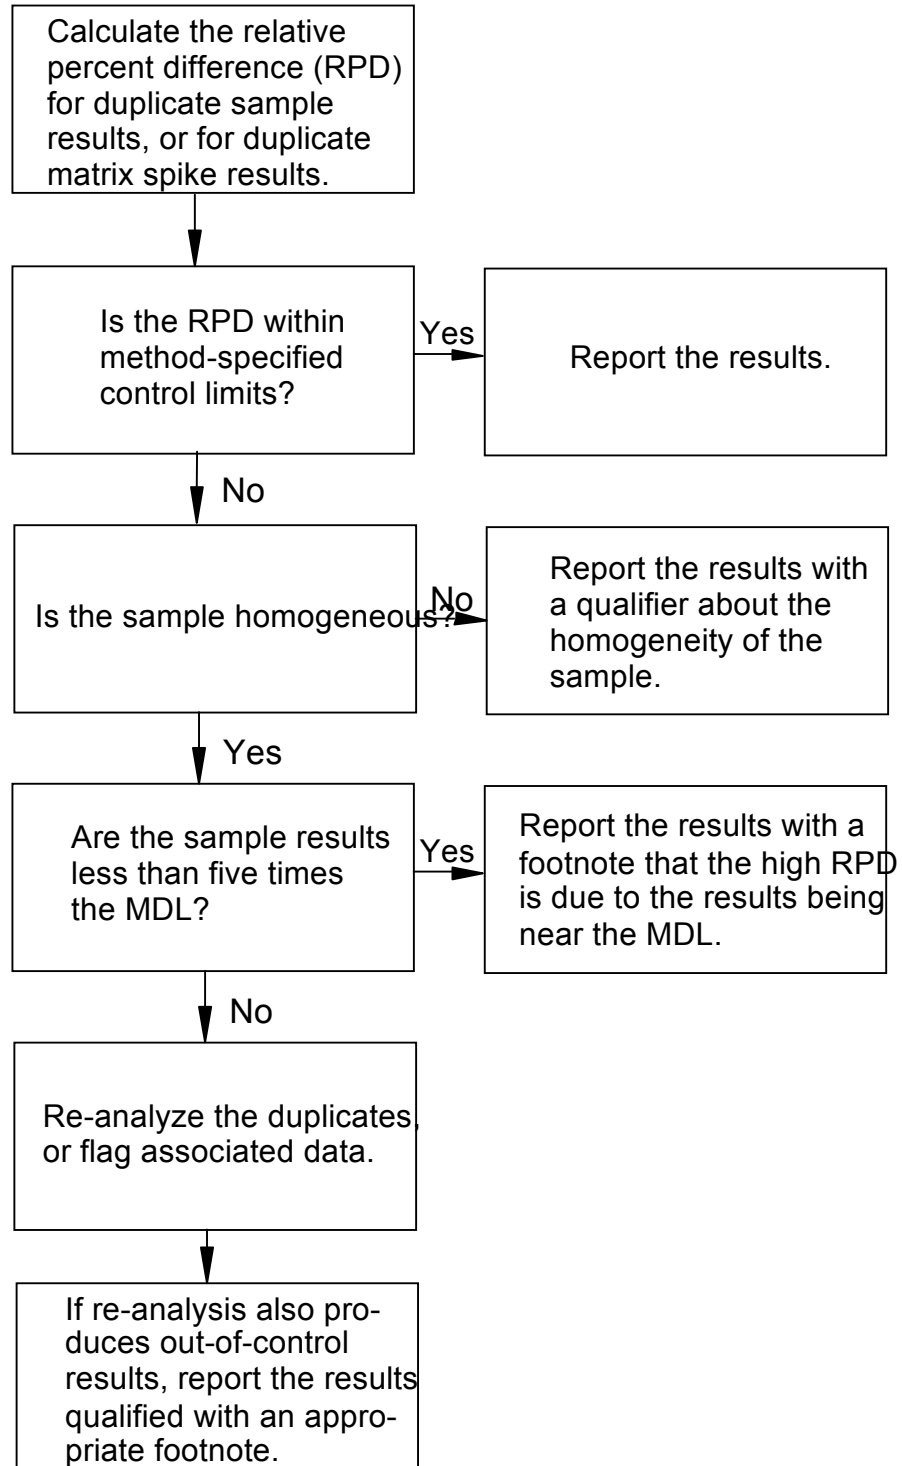 Calculate the relative
percent difference (RPD)
for duplicate sample
results, or for duplicate
matrix spike results.
Is the RPD within
method-specified
control limits?
Yes
Report the results.
No
Is the sample homogeneous?
No
Report the results with
a qualifier about the
homogeneity of the
sample.
Yes
Are the sample results
less than five times
the MDL?
Yes
Report the results with a
footnote that the high RPD
is due to the results being
near the MDL.
No
Re-analyze the duplicates,
or flag associated data.
If re-analysis also pro-
duces out-of-control
results, report the results
qualified with an appro-
priate footnote.